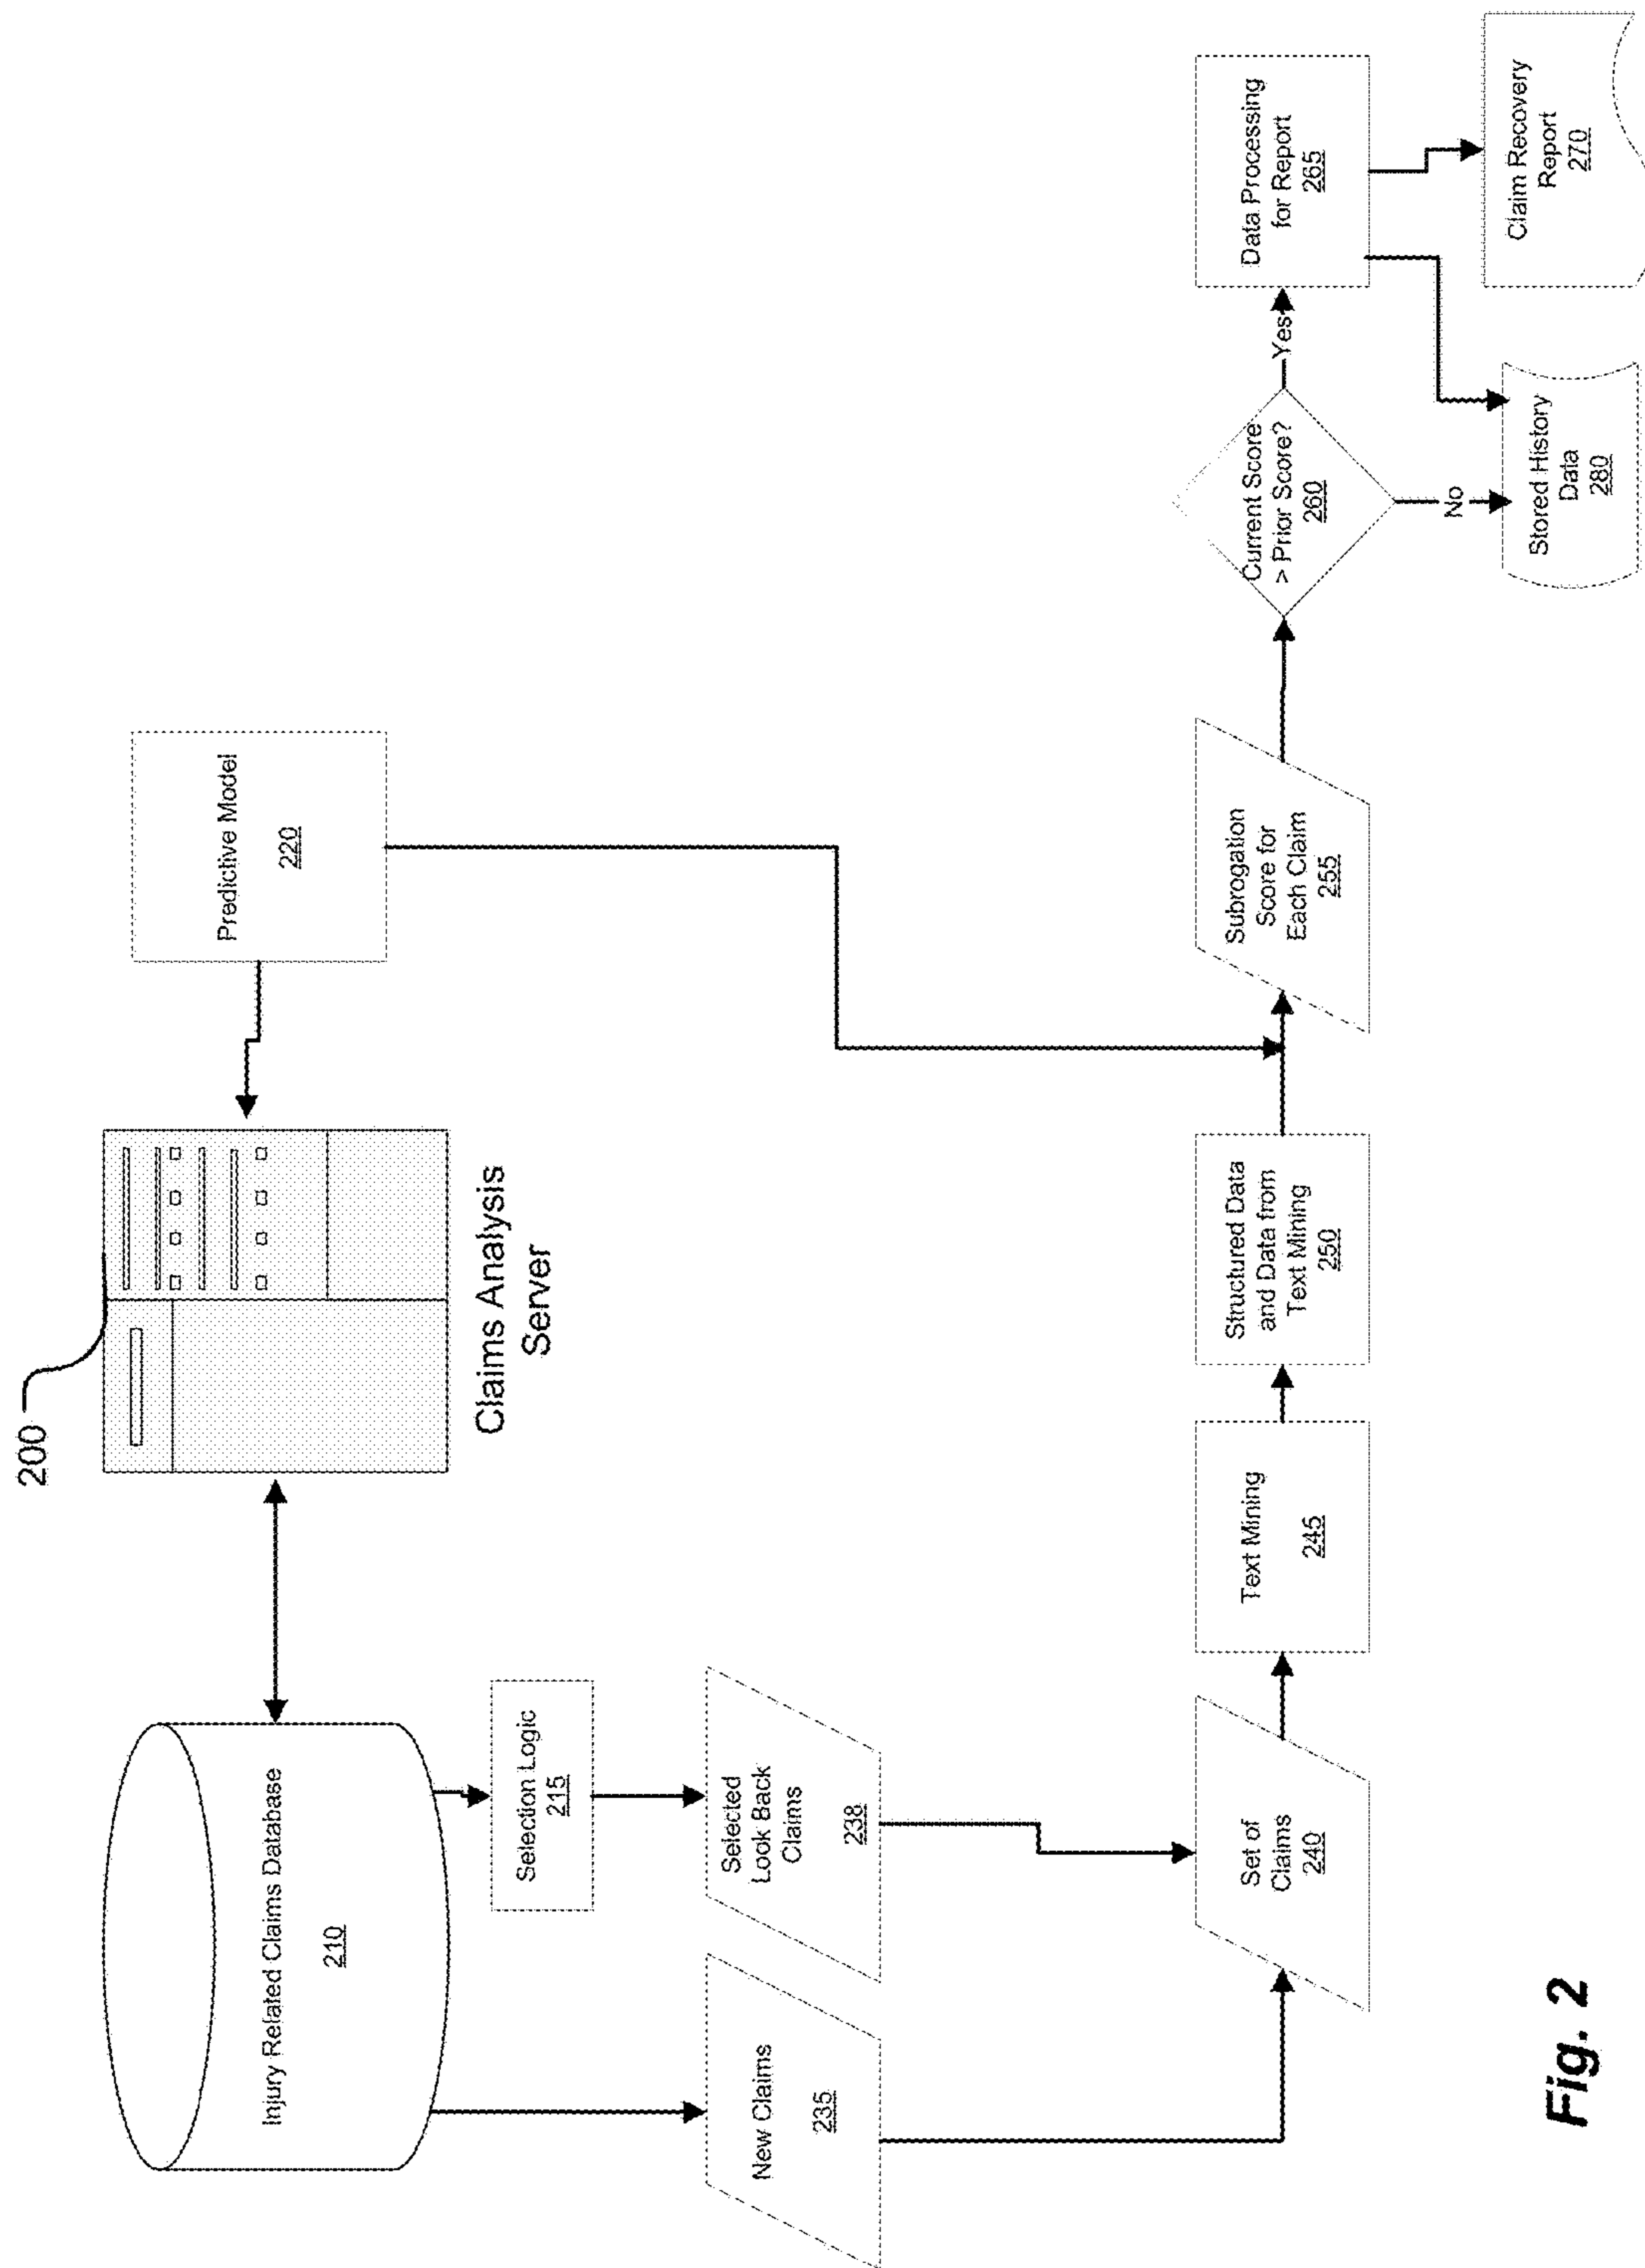 200
Claims Analysis
Server
Injury Related Claims Database
210
Predictive Model
220
Selection Logic
215
New Claims
235
Selected
Look Back
Claims
238
Set of
Claims
240
Text Mining
245
Structured Data
and Data from
Text Mining
250
Subrogation
Score for
Each Claim
255
Current Score
> Prior Score?
260
Yes
No
Data Processing
for Report
265
Stored History
Data
280
Claim Recovery
Report
270
Fig. 2